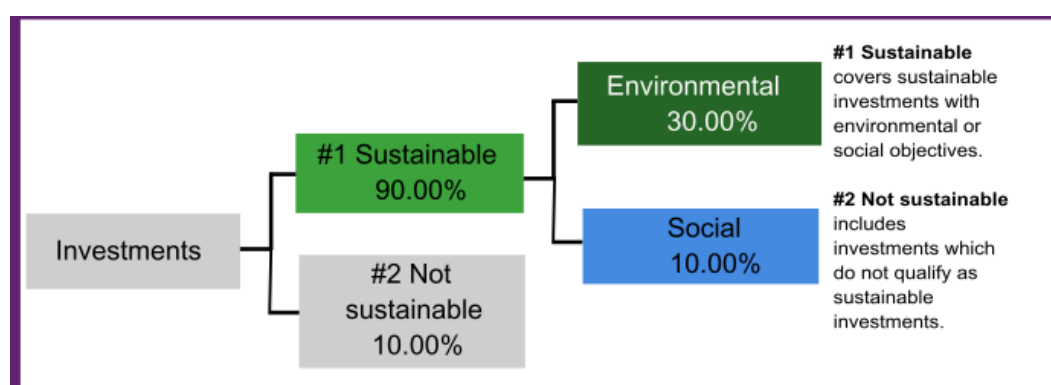 Investments
#1 Sustainable
90.00%
#2 Not
sustainable
10.00%
Environmental
30.00%
Social
10.00%
#1 Sustainable
covers sustainable
investments with
environmental or
social objectives.
#2 Not sustainable
includes
investments which
do not qualify as
sustainable
investments.